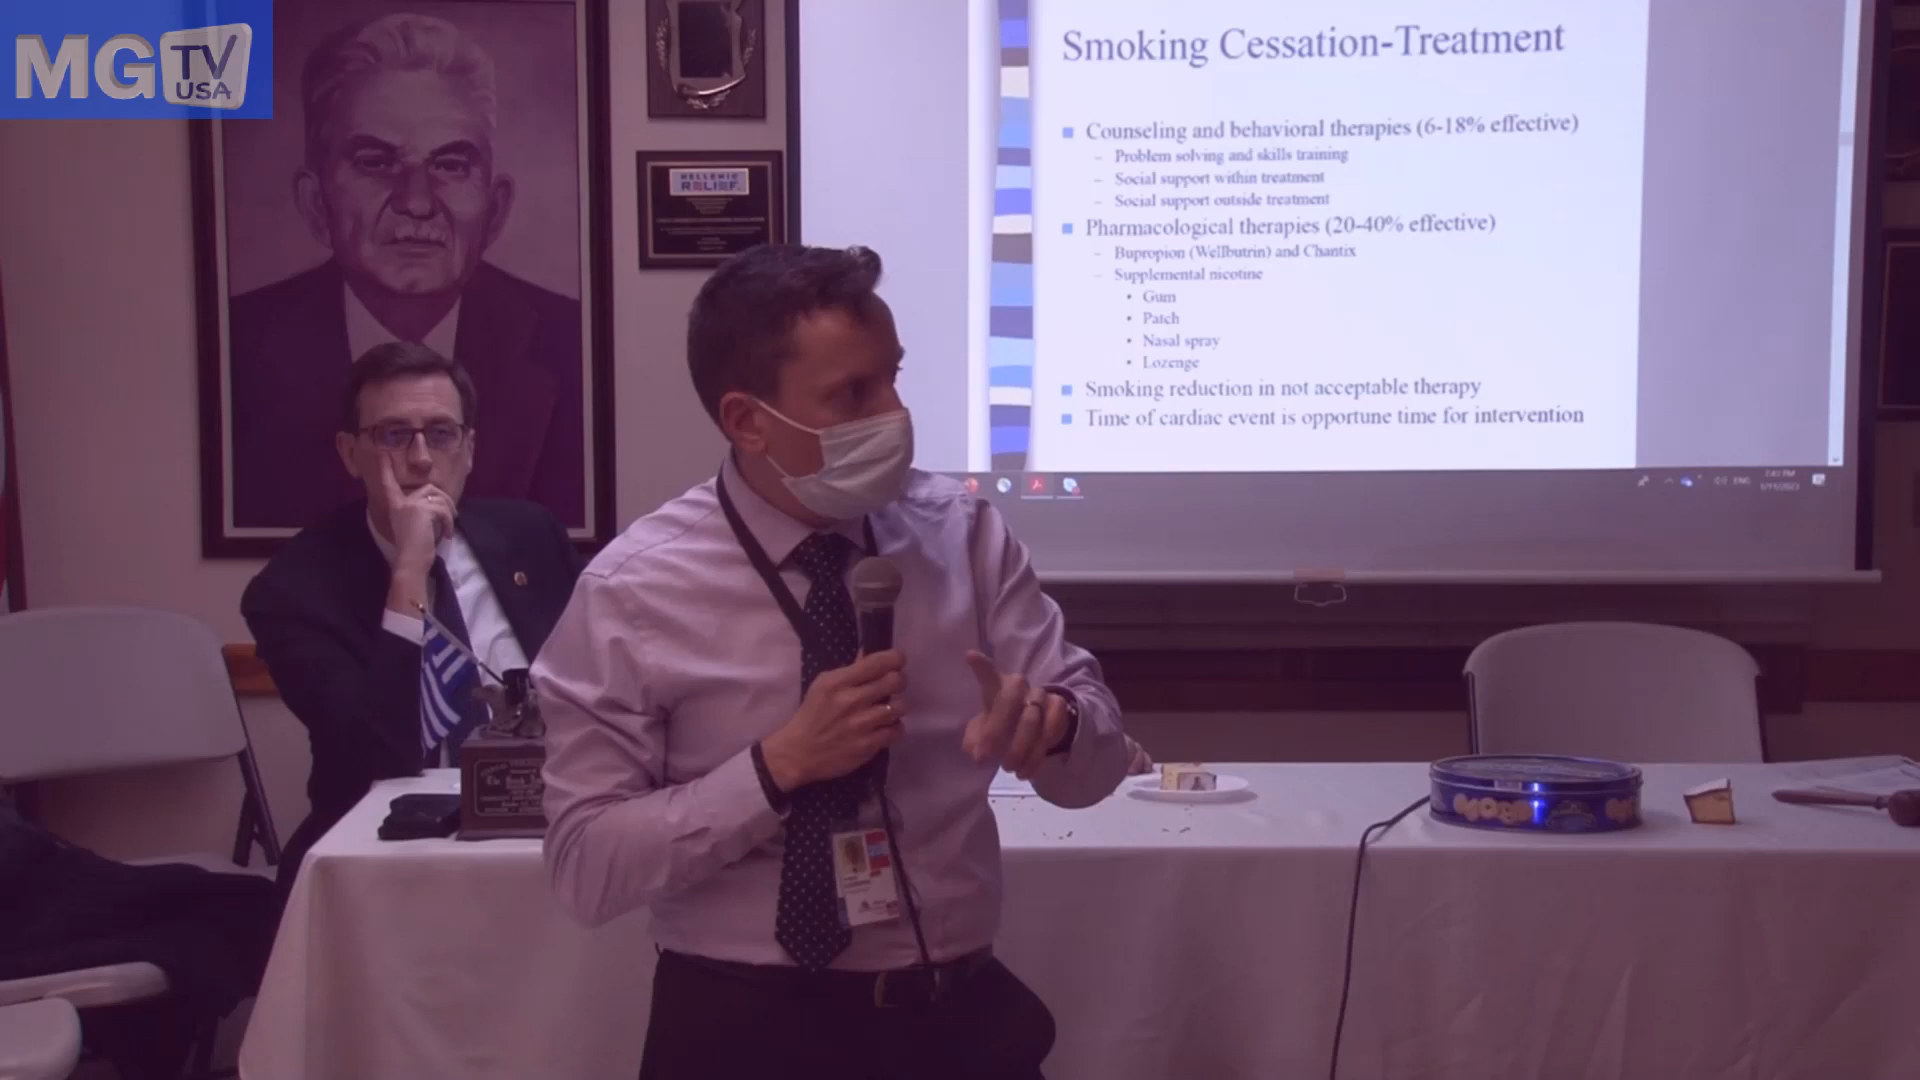 MG TV
USA
HELLENIC
RELIEF.
Smoking Cessation-Treatment
Counseling and behavioral therapies (6-18% effective)
– Problem solving and skills training
– Social support within treatment
– Social support outside treatment
Pharmacological therapies (20-40% effective)
– Bupropion (Wellbutrin) and Chantix
– Supplemental nicotine
• Gum
• Patch
• Nasal spray
• Lozenge
Smoking reduction in not acceptable therapy
Time of cardiac event is opportune time for intervention
ENG